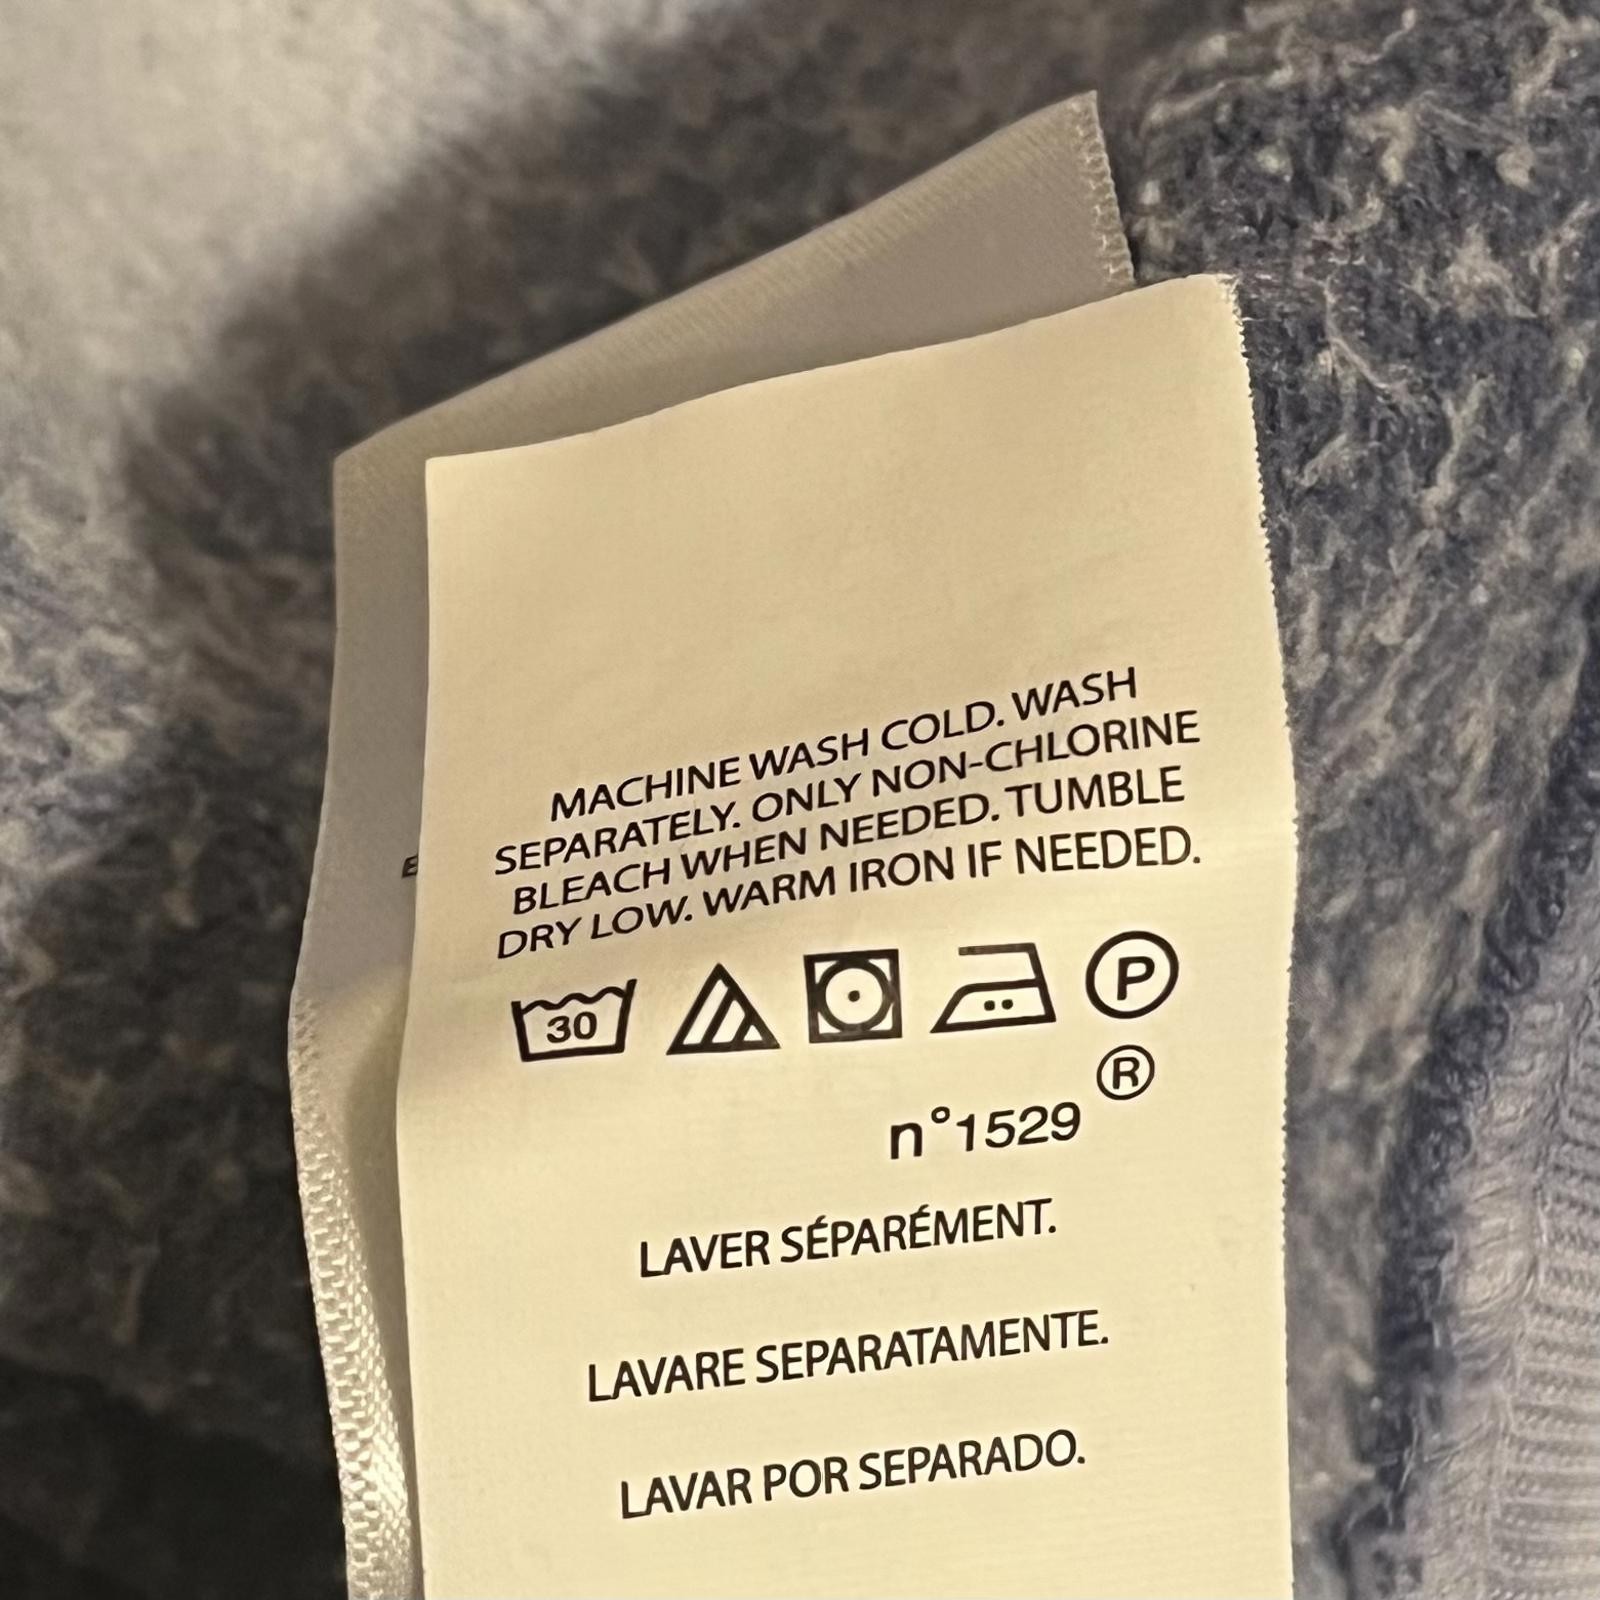 MACHINE WASH COLD. WASH
SEPARATELY. ONLY NON-CHLORINE
BLEACH WHEN NEEDED. TUMBLE
DRY LOW. WARM IRON IF NEEDED.
30
P
®
n°1529
LAVER SÉPARÉMENT.
LAVARE SEPARATAMENTE.
LAVAR POR SEPARADO.